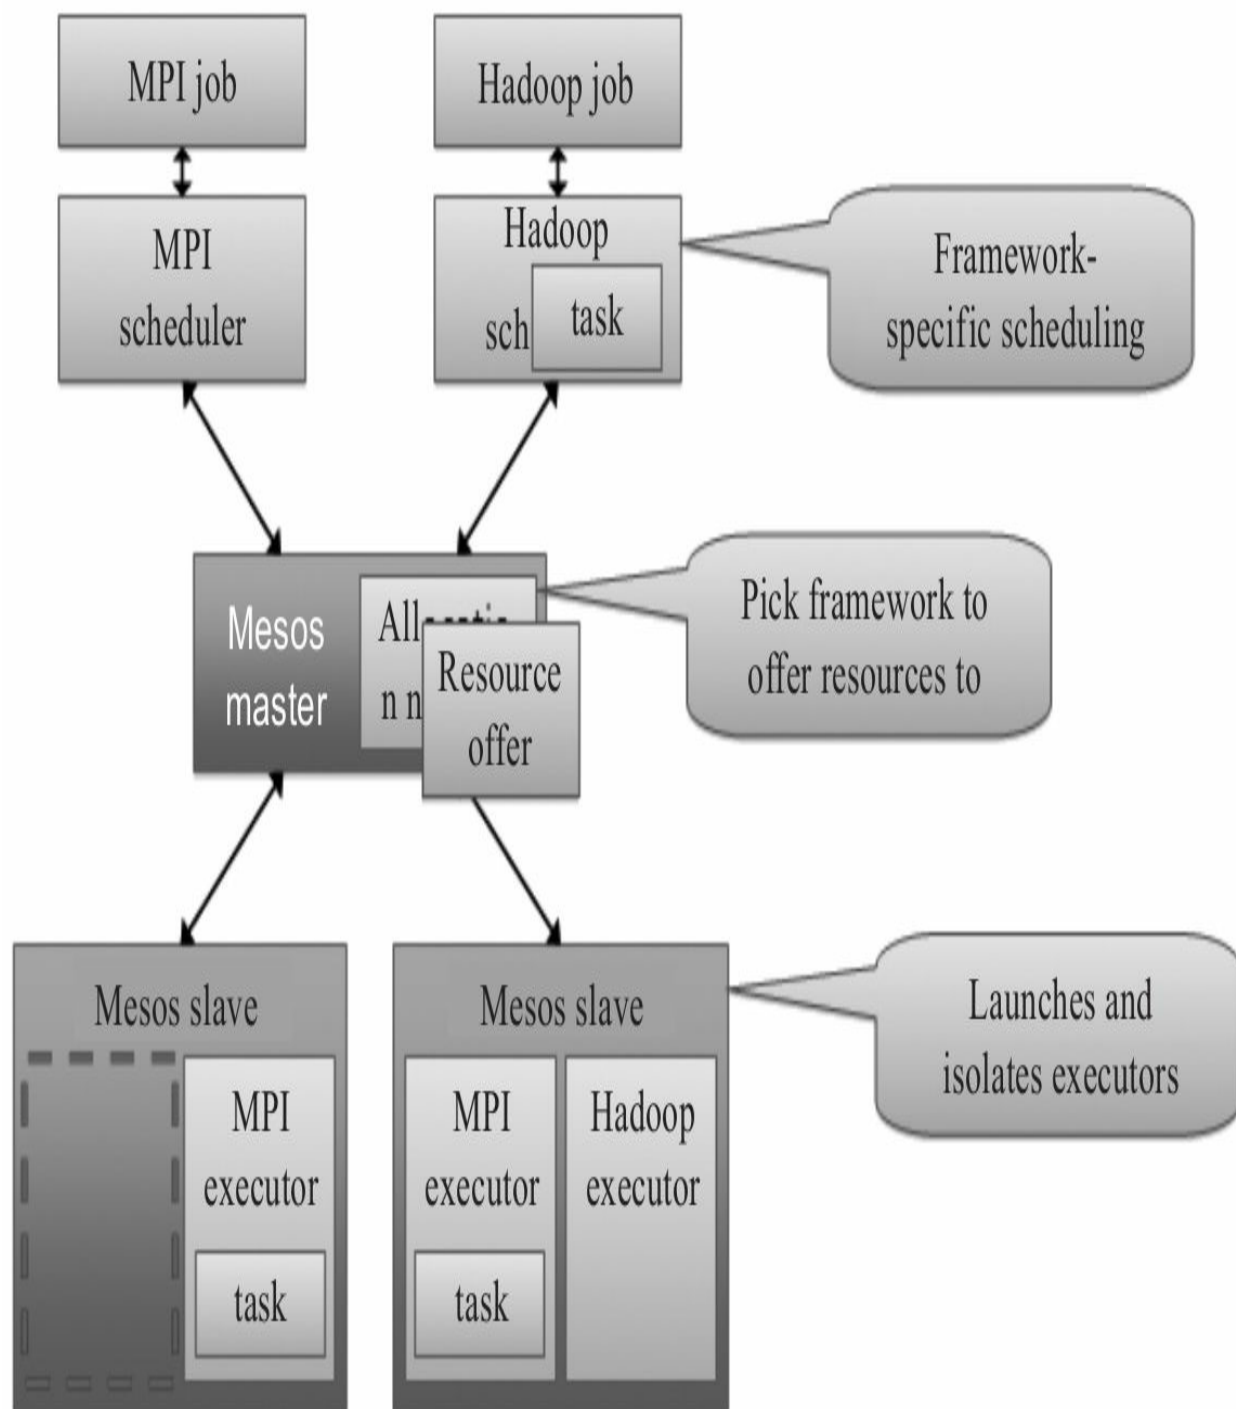 MPI job
Hadoop job
MPI
scheduler
Hadoop
sch
task
Framework-
specific scheduling
Mesos
master
n n
Resource
offer
Pick framework to
offer resources to
Mesos slave
MPI
executor
task
Mesos slave
MPI
executor
task
Hadoop
executor
Launches and
isolates executors